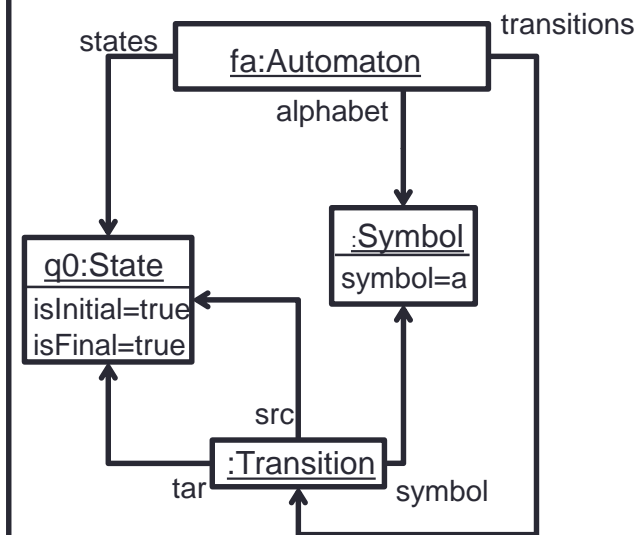 transitions
states
fa:Automaton
alphabet
:Symbol
symbol=a
q0:State
isInitial=true
isFinal=true
src
:Transition
tar
symbol